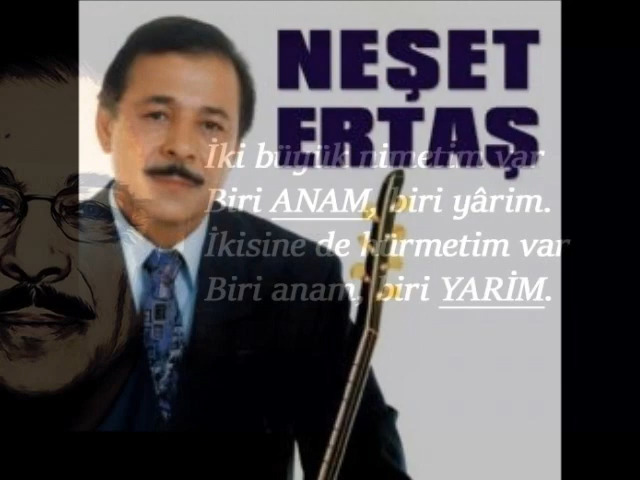 NEŞET
ERTAŞ
İki büyük nimetim var
Biri ANAM, biri yârim.
İkisine de hürmetim var
Biri anam, biri YARİM.